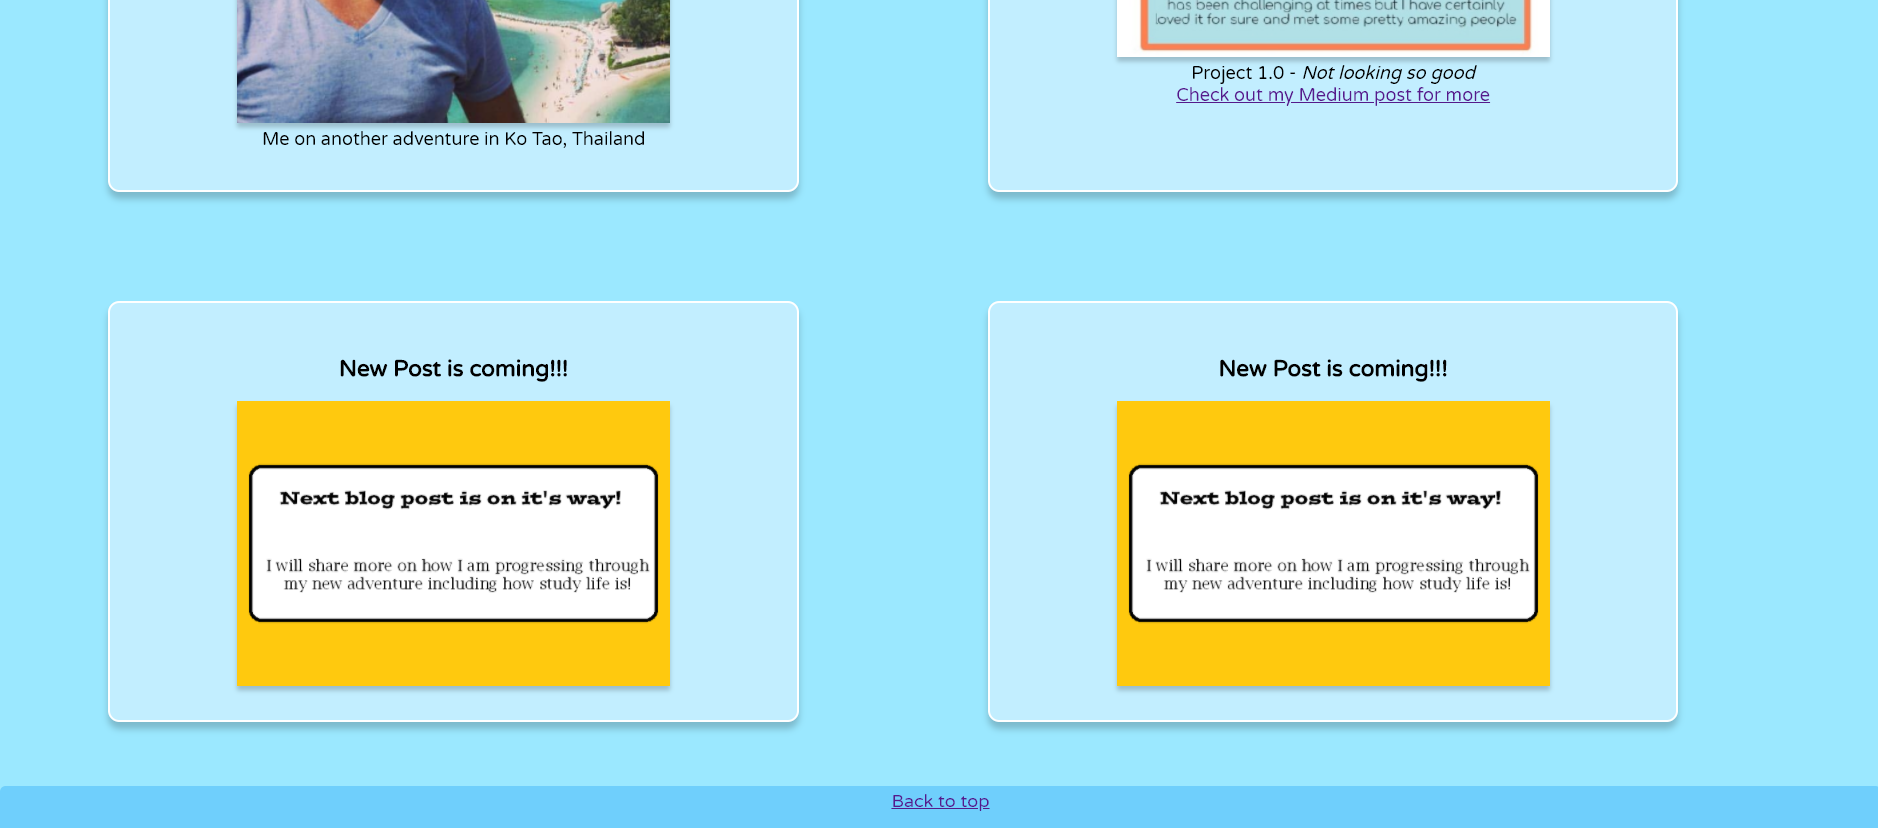 has been challenging at times but I have certainly
loved it for sure and met some pretty amazing people
Me on another adventure in Ko Tao, Thailand
Project 1.0 - Not looking so good
Check out my Medium post for more
New Post is coming!!!
Next blog post is on it's way!
I will share more on how I am progressing through
my new adventure including how study life is!
New Post is coming!!!
Next blog post is on it's way!
I will share more on how I am progressing through
my new adventure including how study life is!
Back to top